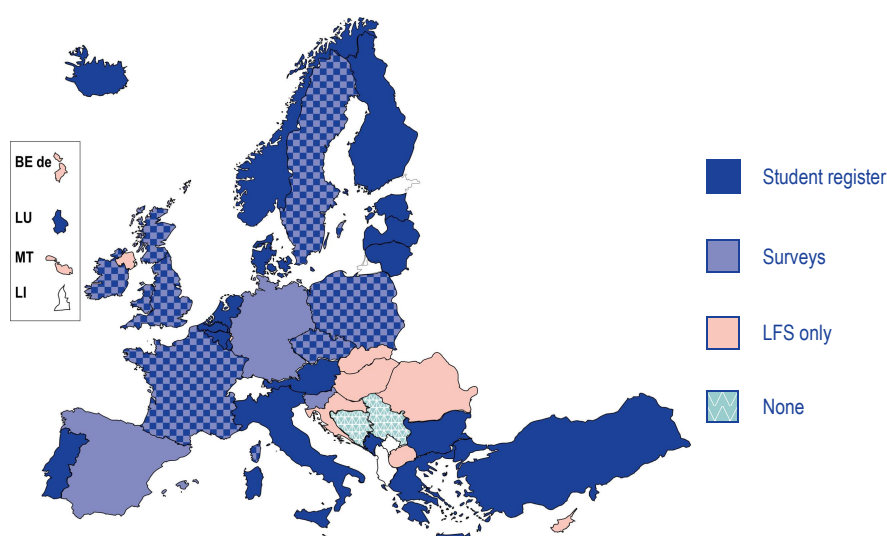 BE de
LU
MT
LI
Student register
Surveys
LFS only
None